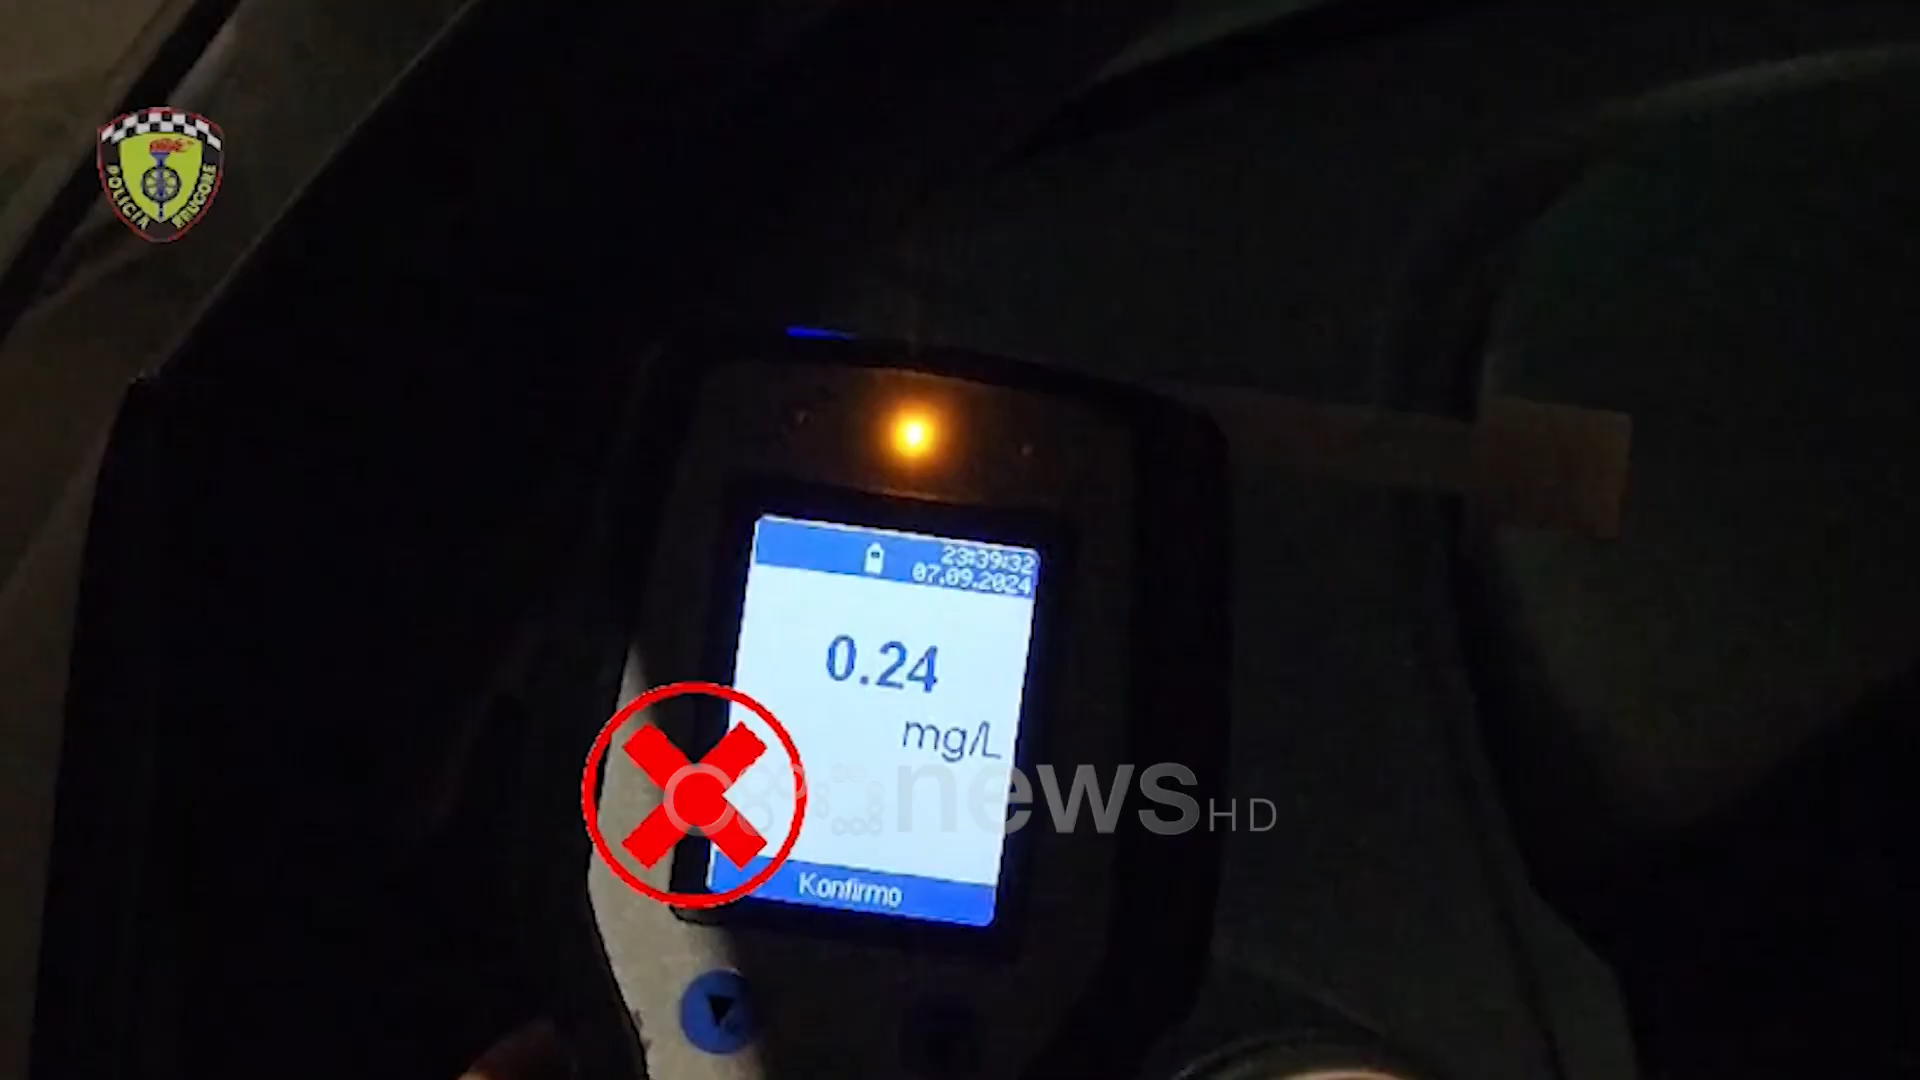 POLICIA RRUGORE
23:39:32
07.09.2024
0.24
mg/L
news HD
Konfirmo